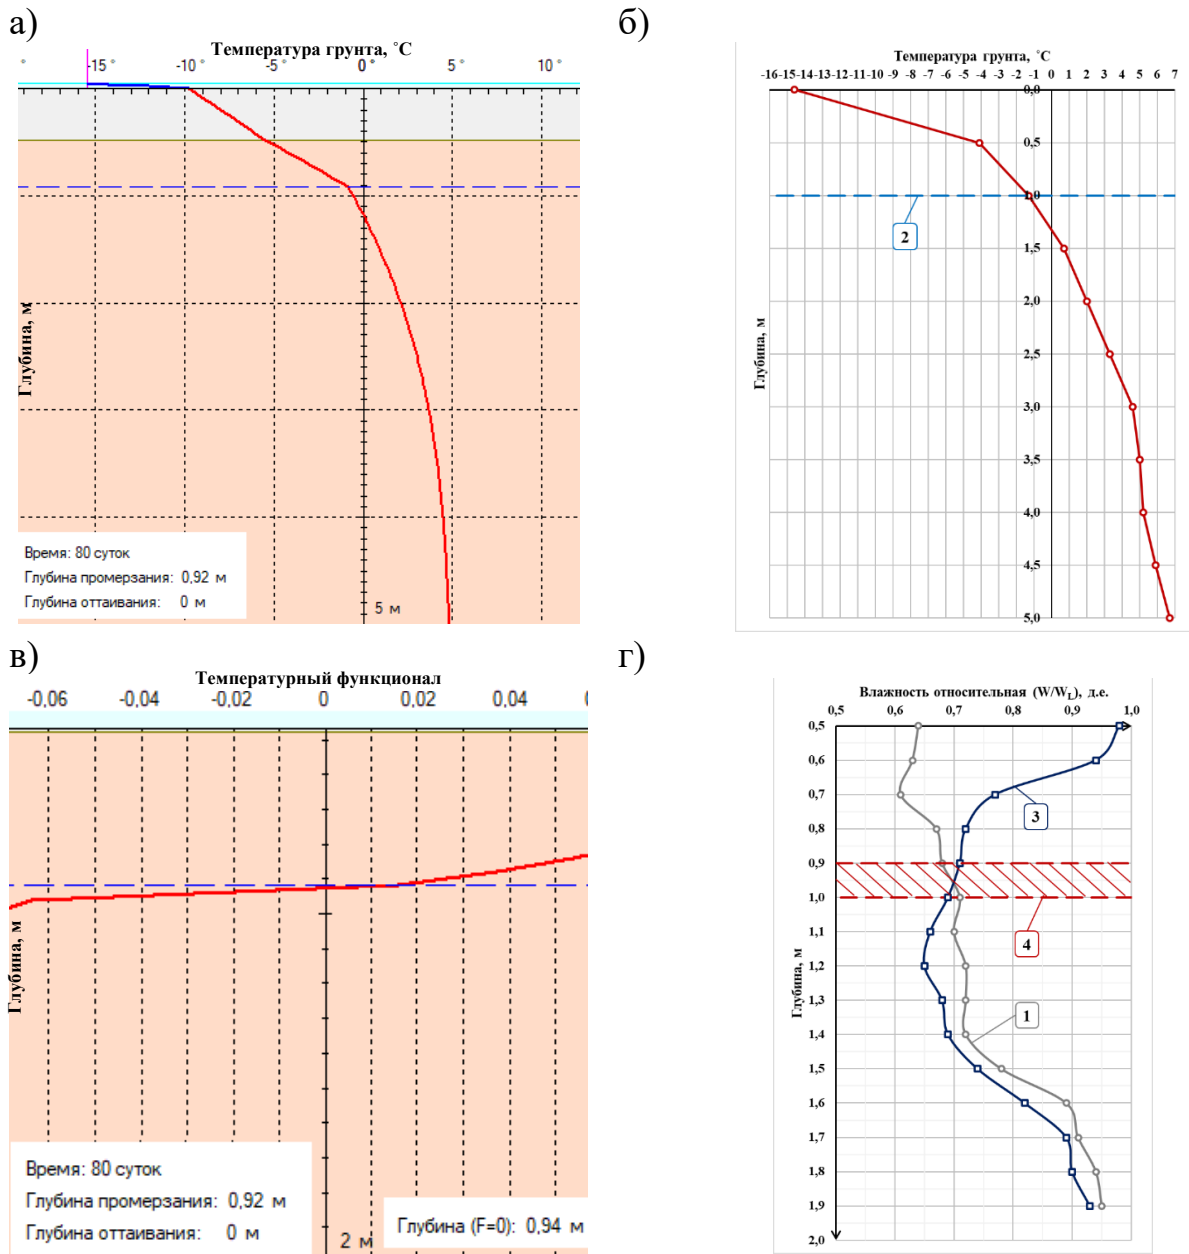 а)
Температура грунта, ˚С
° -15° -10° -5° 0° 5° 10°
Глубина, м
Время: 80 суток
Глубина промерзания: 0,92 м
Глубина оттаивания: 0 м
5 м
б)
Температура грунта, ˚С
-16-15-14-13-12-11-10 -9 -8 -7 -6 -5 -4 -3 -2 -1 0 1 2 3 4 5 6 7
0,0
0,5
1,0
2
1,5
2,0
Глубина, м
2,5
3,0
3,5
4,0
4,5
5,0
в)
Температурный функционал
-0,06 -0,04 -0,02 0 0,02 0,04
Глубина, м
Время: 80 суток
Глубина промерзания: 0,92 м
Глубина оттаивания: 0 м
Глубина (F=0): 0,94 м
2 м
г)
Влажность относительная (W/WL), д.е.
0,5 0,6 0,7 0,8 0,9 1,0
0,5
0,6
0,7
3
0,8
0,9
1,0
4
1,1
Глубина, м
1,2
1,3
1
1,4
1,5
1,6
1,7
1,8
1,9
2,0